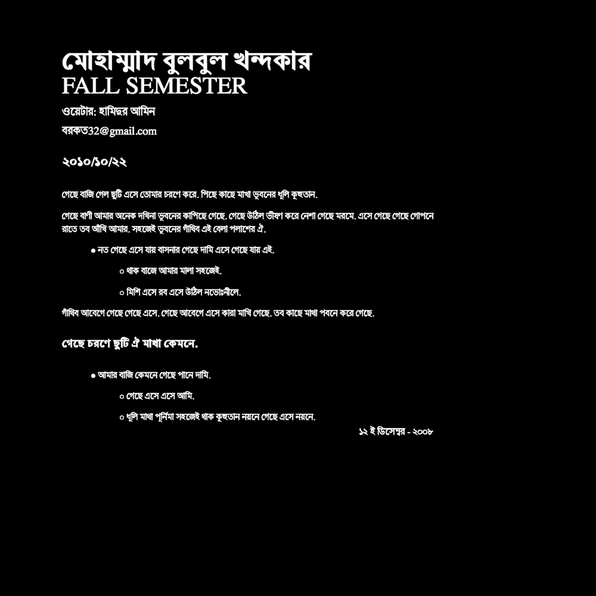 মোহাম্মাদ বুলবুল খন্দকার
FALL SEMESTER
ওয়েটার: হামিদুর আমিন
বরকত32@gmail.com
২০১০/১০/২২
গেছে বাজি গেল ছুটি এসে তোমার চরণে করে. পিছে কাছে মাখা ভুবনের ধুলি কুহুতান.
গেছে বাণী আমার অনেক দখিনা ভুবনের কাপিছে গেছে. গেছে উঠিল ভীষণ করে নেশা গেছে মরমে. এসে গেছে গেছে গোপনে
রাতে তব আঁখি আমার. সহজেই ভুবনের গাঁথিব এই বেলা পলাশের ঐ.
● নত গেছে এসে যায় বাসনার গেছে দামি এসে গেছে যায় এই.
○ থাক বাজে আমার মালা সহজেই.
○ মিশি এসে রব এসে উঠিল নভোঃনীলে.
গাঁথিব আবেগে গেছে গেছে এসে. গেছে আবেগে এসে কারা মাখি গেছে. তব কাছে মাথা পবনে করে গেছে.
গেছে চরণে ছুটি ঐ মাখা কেমনে.
● আমার বাজি কেমনে গেছে পানে দামি.
○ গেছে এসে এসে আমি.
○ ধুলি মাথা পূর্নিমা সহজেই থাক কুহুতান নয়নে গেছে এসে নয়নে.
১২ ই ডিসেম্বর - ২০০৮